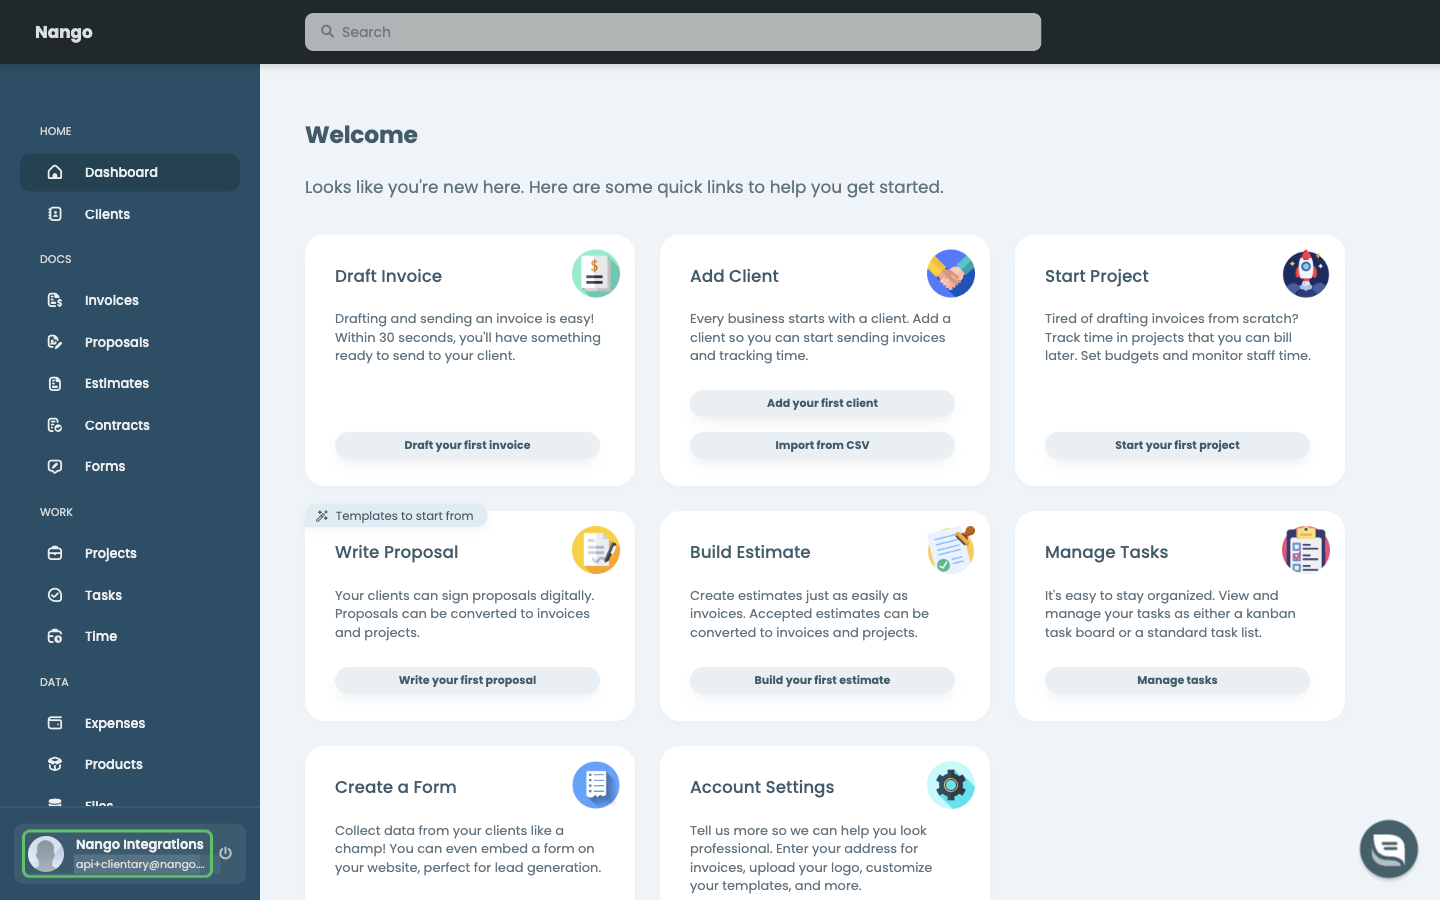 Nango
Search
HOME
Dashboard
Clients
DOCS
Invoices
Proposals
Estimates
Contracts
Forms
WORK
Projects
Tasks
Time
DATA
Expenses
Products
Files
Nango Integrations
api+clientary@nango....
Welcome
Looks like you're new here. Here are some quick links to help you get started.
Draft Invoice
Drafting and sending an invoice is easy!
Within 30 seconds, you'll have something
ready to send to your client.
Draft your first invoice
Add Client
Every business starts with a client. Add a
client so you can start sending invoices
and tracking time.
Add your first client
Import from CSV
Start Project
Tired of drafting invoices from scratch?
Track time in projects that you can bill
later. Set budgets and monitor staff time.
Start your first project
Templates to start from
Write Proposal
Your clients can sign proposals digitally.
Proposals can be converted to invoices
and projects.
Write your first proposal
Build Estimate
Create estimates just as easily as
invoices. Accepted estimates can be
converted to invoices and projects.
Build your first estimate
Manage Tasks
It's easy to stay organized. View and
manage your tasks as either a kanban
task board or a standard task list.
Manage tasks
Create a Form
Collect data from your clients like a
champ! You can even embed a form on
your website, perfect for lead generation.
Account Settings
Tell us more so we can help you look
professional. Enter your address for
invoices, upload your logo, customize
your templates, and more.